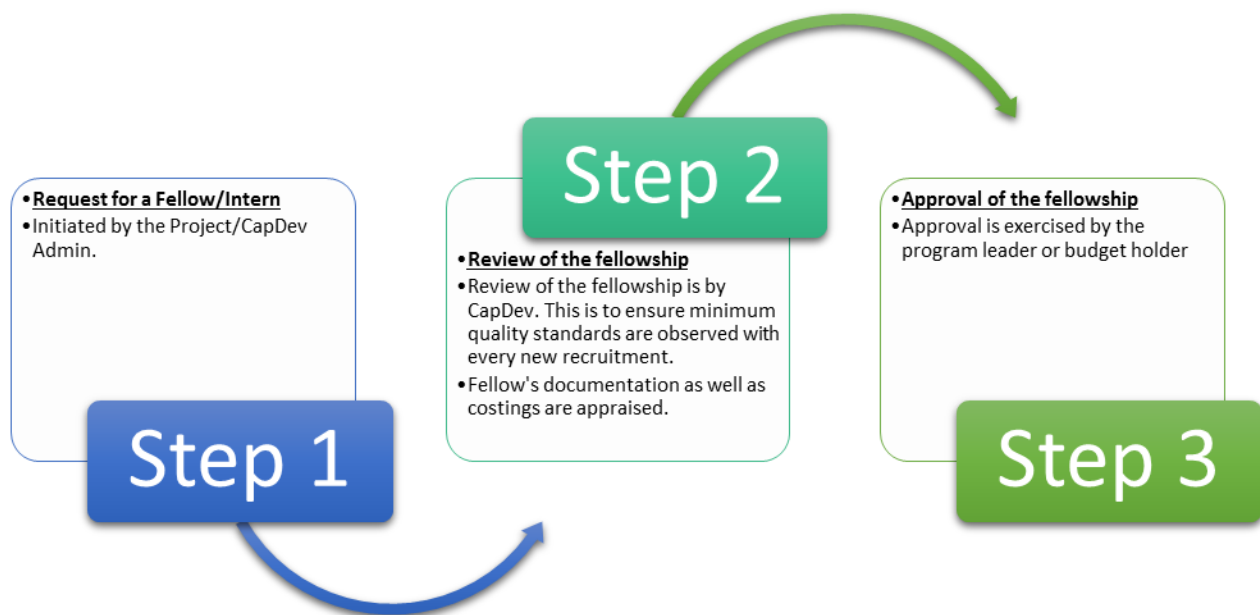 •Request for a Fellow/Intern
•Initiated by the Project/CapDev
Admin.
Step 1
Step 2
•Review of the fellowship
•Review of the fellowship is by
CapDev. This is to ensure minimum
quality standards are observed with
every new recruitment.
•Fellow's documentation as well as
costings are appraised.
•Approval of the fellowship
•Approval is exercised by the
program leader or budget holder
Step 3